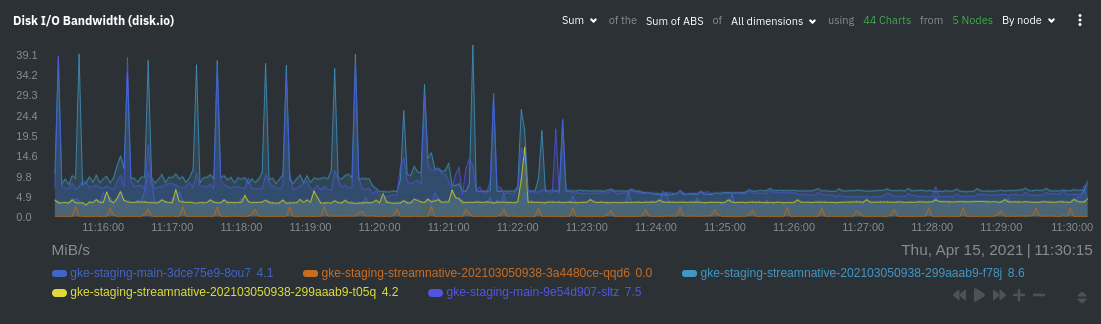 Disk I/O Bandwidth (disk.io) Sum of the Sum of ABS of All dimensions using 44 Charts from 5 Nodes By node
39.1
34.2
29.3
24.4
19.5
14.6
9.8
4.9
0.0
11:16:00 11:17:00 11:18:00 11:19:00 11:20:00 11:21:00 11:22:00 11:23:00 11:24:00 11:25:00 11:26:00 11:27:00 11:28:00 11:29:00 11:30:00
MiB/s Thu, Apr 15, 2021 | 11:30:15
gke-staging-main-3dce75e9-8ou7 4.1 gke-staging-streamnative-202103050938-3a4480ce-qqd6 0.0 gke-staging-streamnative-202103050938-299aaab9-f78j 8.6
gke-staging-streamnative-202103050938-299aaab9-t05q 4.2 gke-staging-main-9e54d907-sltz 7.5